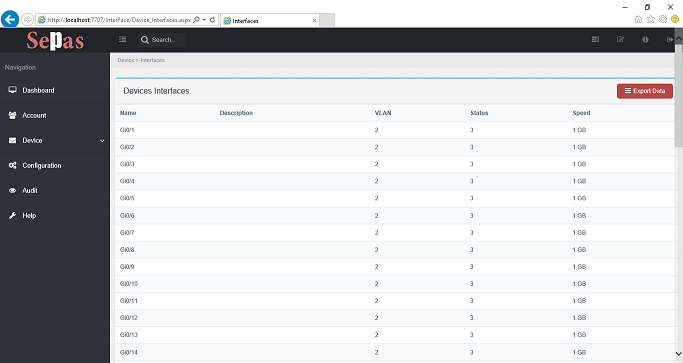 http://localhost:7707/InterFace/Device_Interfaces.aspx
Interfaces
Sepas
Search...
Navigation
Dashboard
Account
Device
Configuration
Audit
Help
Device > Interfaces
Devices Interfaces
Export Data
Name Description VLAN Status Speed
Gi0/1 2 3 1 GB
Gi0/2 2 3 1 GB
Gi0/3 2 3 1 GB
Gi0/4 2 3 1 GB
Gi0/5 2 3 1 GB
Gi0/6 2 3 1 GB
Gi0/7 2 3 1 GB
Gi0/8 2 3 1 GB
Gi0/9 2 3 1 GB
Gi0/10 2 3 1 GB
Gi0/11 2 3 1 GB
Gi0/12 2 3 1 GB
Gi0/13 2 3 1 GB
Gi0/14 2 3 1 GB